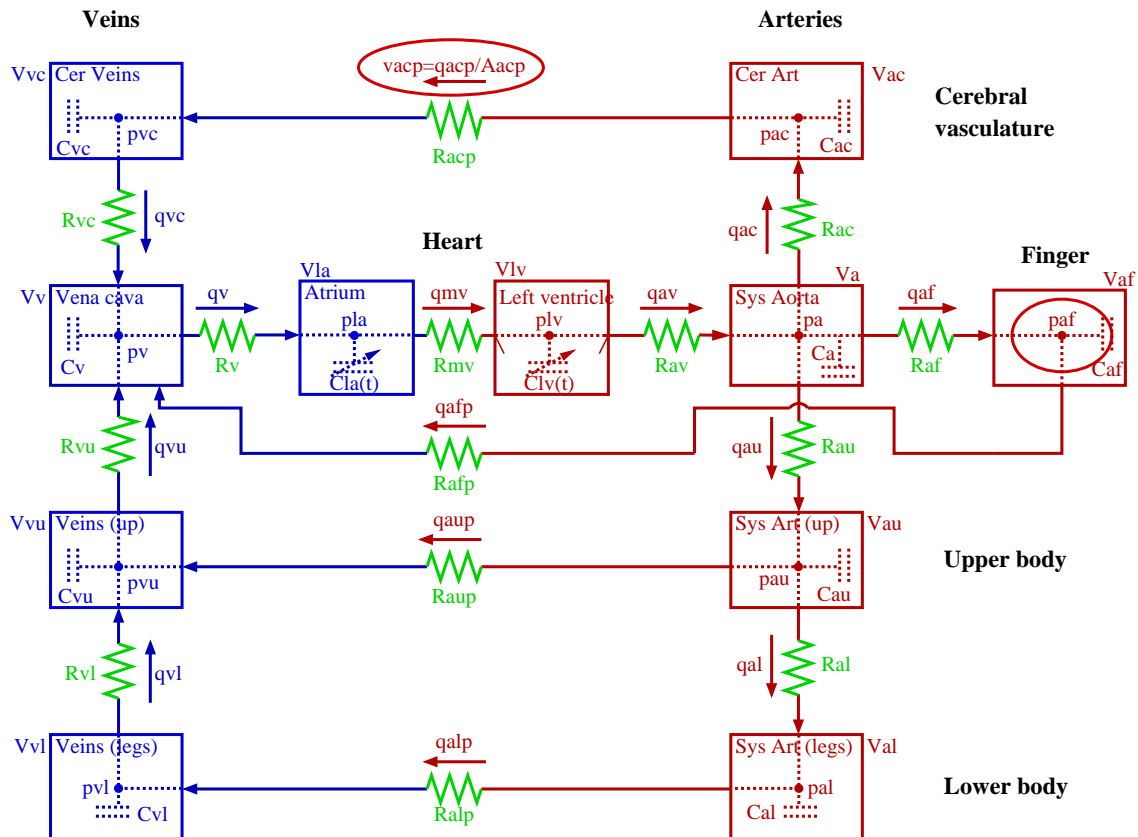 Veins
Arteries
Vvc
Cer Veins
vacp=qacp/Aacp
Cer Art
Vac
Cerebral
vasculature
pvc
Cvc
Racp
pac
Cac
Rvc
qvc
Heart
qac
Rac
Finger
Vla
Vlv
Va
Vaf
Vv
Vena cava
qv
Atrium
qmv
Left ventricle
qav
Sys Aorta
qaf
pv
pla
plv
pa
paf
Cv
Rv
Cla(t)
Rmv
Clv(t)
Rav
Ca
Raf
Caf
qafp
Rvu
qvu
qau
Rau
Rafp
Vvu
Veins (up)
qaup
Sys Art (up)
Vau
pvu
Cvu
Raup
pau
Cau
Upper body
Rvl
qvl
qal
Ral
Vvl
Veins (legs)
qalp
Sys Art (legs)
Val
pvl
Cvl
Ralp
pal
Cal
Lower body